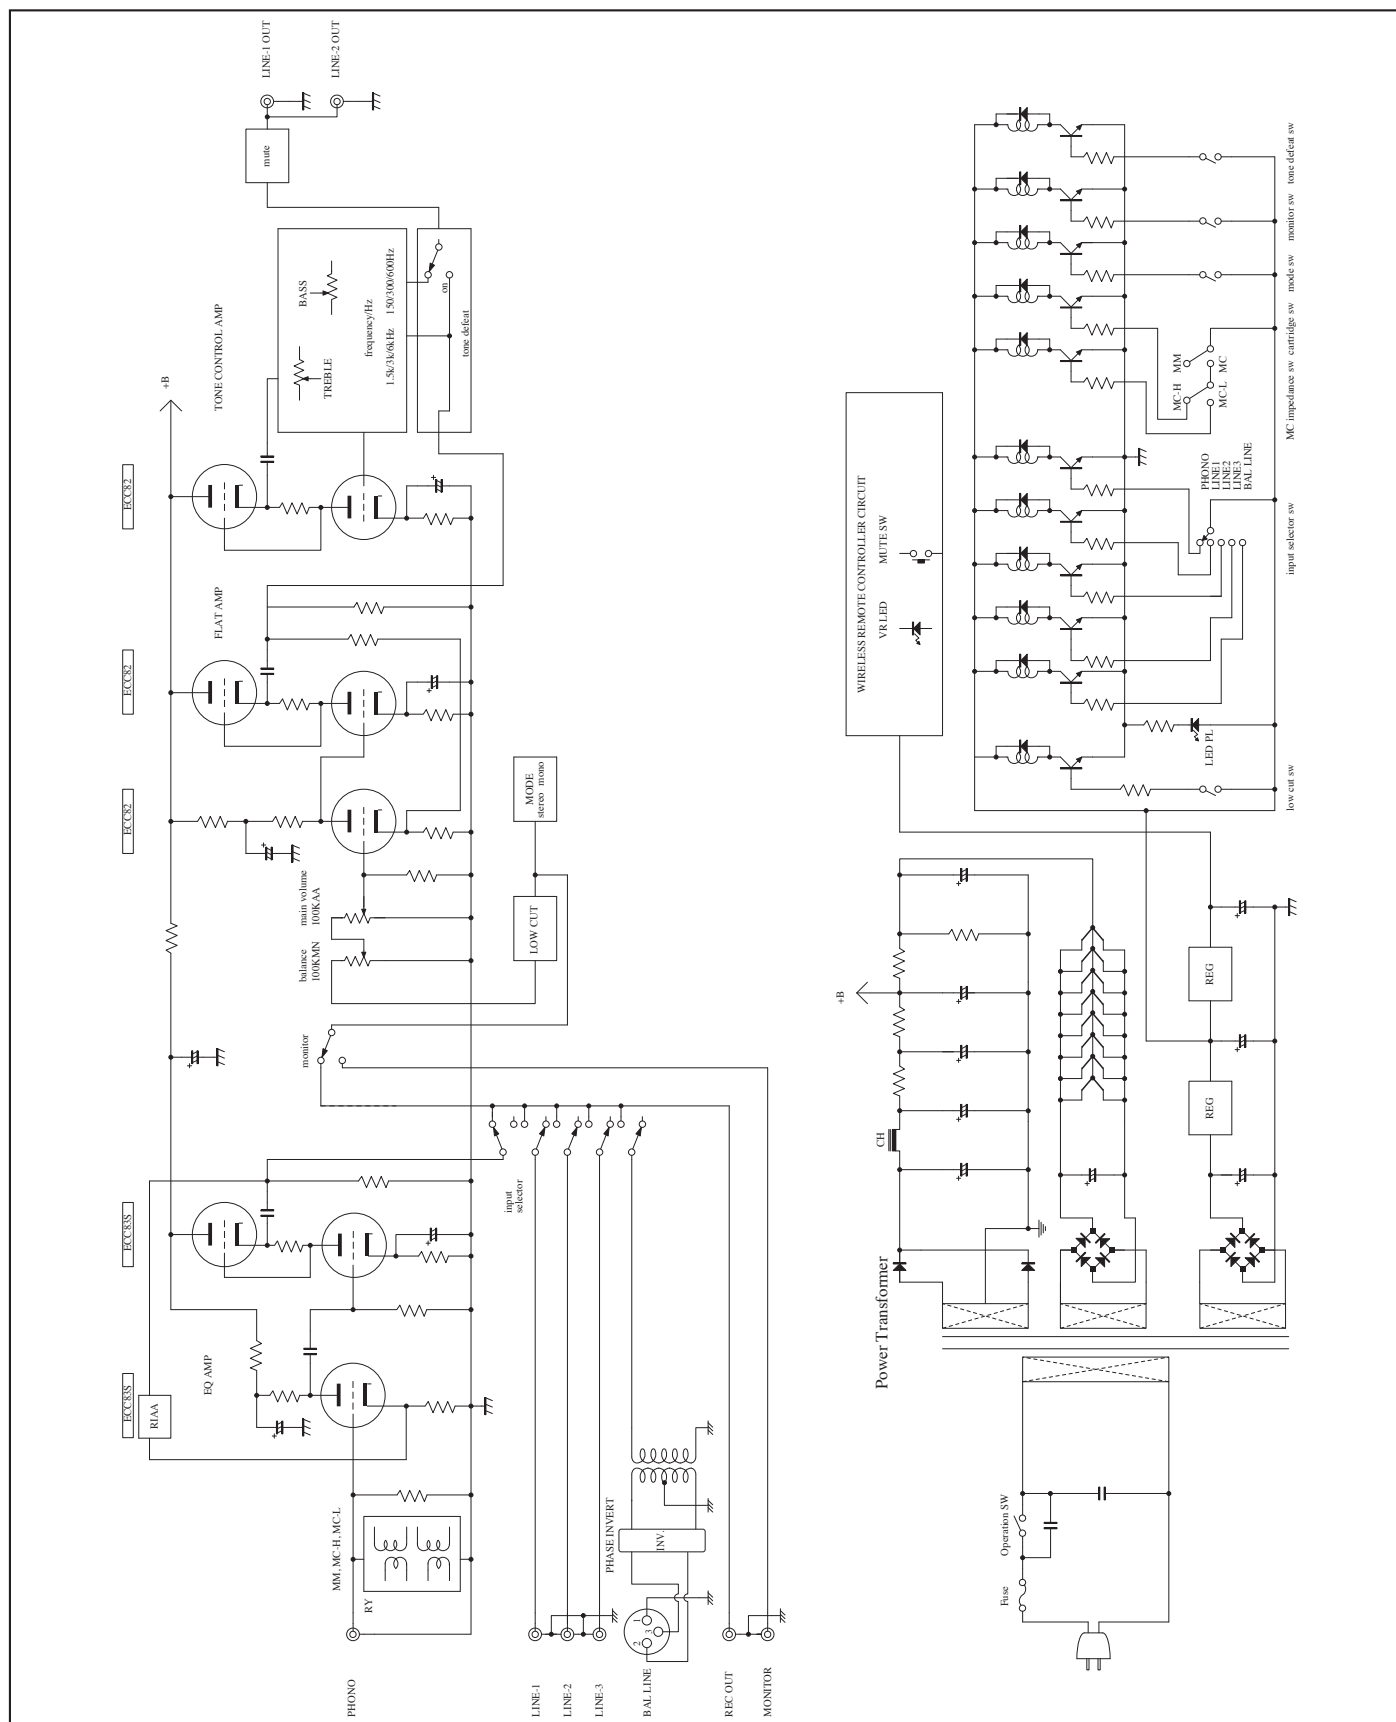 LINE-1 OUT
LINE-2 OUT
mute
TONE CONTROL AMP
+B
BASS
TREBLE
frequency/Hz
1.5k/3k/6kHz 150/300/600Hz
on
tone defeat
ECC82
FLAT AMP
ECC82
ECC82
main volume
100KAA
balance
100KMN
MODE
stereo mono
LOW CUT
monitor
input
selector
ECC83S
ECC83S
EQ AMP
RIAA
MM, MC-H, MC-L
RY
PHONO
LINE-1
LINE-2
LINE-3
BAL LINE
1
2
3
PHASE INVERT
INV.
REC OUT
MONITOR
tone defeat sw
monitor sw
mode sw
cartridge sw
MC impedance sw
MM
MC
MC-H
MC-L
PHONO
LINE1
LINE2
LINE3
BAL LINE
input selector sw
LED PL
low cut sw
WIRELESS REMOTE CONTROLLER CIRCUIT
VR LED
MUTE SW
+B
CH
REG
REG
Power Transformer
Operation SW
Fuse